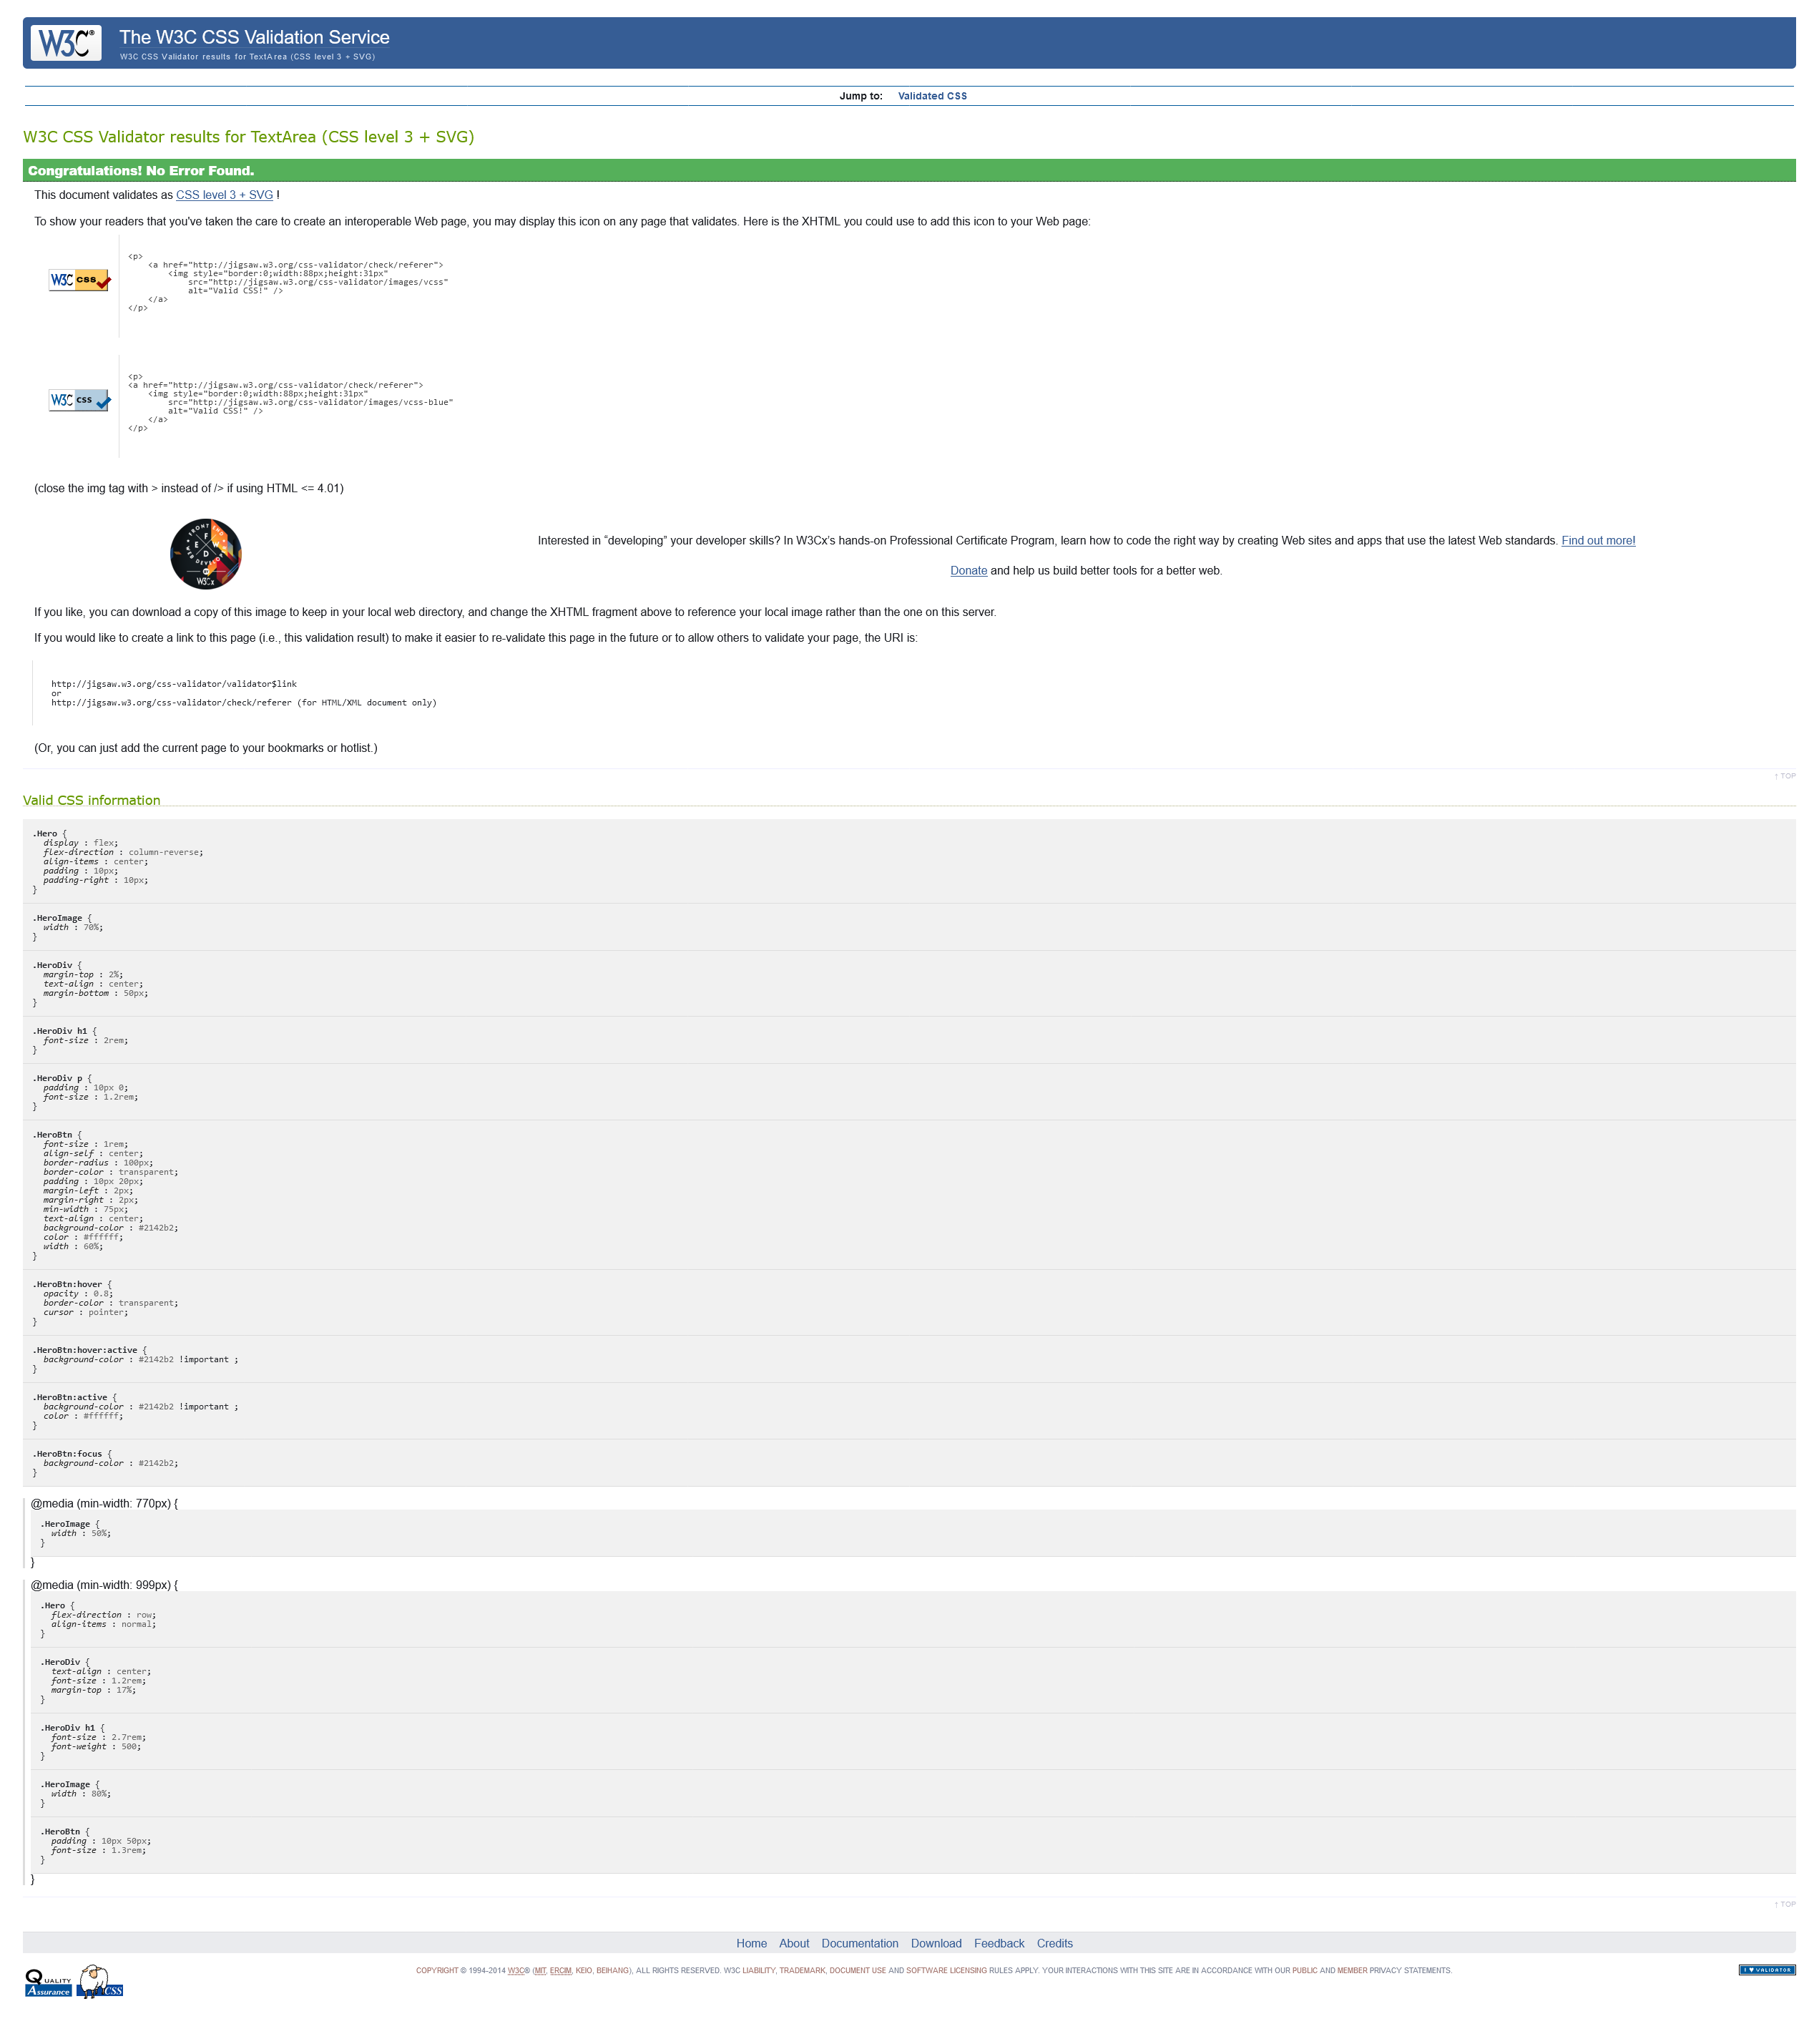 W3C®
The W3C CSS Validation Service
W3C CSS Validator results for TextArea (CSS level 3 + SVG)
Jump to: Validated CSS
W3C CSS Validator results for TextArea (CSS level 3 + SVG)
Congratulations! No Error Found.
This document validates as CSS level 3 + SVG !
To show your readers that you've taken the care to create an interoperable Web page, you may display this icon on any page that validates. Here is the XHTML you could use to add this icon to your Web page:
W3C css
<p>
<a href="http://jigsaw.w3.org/css-validator/check/referer">
<img style="border:0;width:88px;height:31px"
src="http://jigsaw.w3.org/css-validator/images/vcss"
alt="Valid CSS!" />
</a>
</p>
W3C css
<p>
<a href="http://jigsaw.w3.org/css-validator/check/referer">
<img style="border:0;width:88px;height:31px"
src="http://jigsaw.w3.org/css-validator/images/vcss-blue"
alt="Valid CSS!" />
</a>
</p>
(close the img tag with > instead of /> if using HTML <= 4.01)
FRONT END WEB DEVELOPER
F E W D
W3Cx
Interested in “developing” your developer skills? In W3Cx’s hands-on Professional Certificate Program, learn how to code the right way by creating Web sites and apps that use the latest Web standards. Find out more!
Donate and help us build better tools for a better web.
If you like, you can download a copy of this image to keep in your local web directory, and change the XHTML fragment above to reference your local image rather than the one on this server.
If you would like to create a link to this page (i.e., this validation result) to make it easier to re-validate this page in the future or to allow others to validate your page, the URI is:
http://jigsaw.w3.org/css-validator/validator$link
or
http://jigsaw.w3.org/css-validator/check/referer (for HTML/XML document only)
(Or, you can just add the current page to your bookmarks or hotlist.)
↑ TOP
Valid CSS information
.Hero {
display : flex;
flex-direction : column-reverse;
align-items : center;
padding : 10px;
padding-right : 10px;
}
.HeroImage {
width : 70%;
}
.HeroDiv {
margin-top : 2%;
text-align : center;
margin-bottom : 50px;
}
.HeroDiv h1 {
font-size : 2rem;
}
.HeroDiv p {
padding : 10px 0;
font-size : 1.2rem;
}
.HeroBtn {
font-size : 1rem;
align-self : center;
border-radius : 100px;
border-color : transparent;
padding : 10px 20px;
margin-left : 2px;
margin-right : 2px;
min-width : 75px;
text-align : center;
background-color : #2142b2;
color : #ffffff;
width : 60%;
}
.HeroBtn:hover {
opacity : 0.8;
border-color : transparent;
cursor : pointer;
}
.HeroBtn:hover:active {
background-color : #2142b2 !important ;
}
.HeroBtn:active {
background-color : #2142b2 !important ;
color : #ffffff;
}
.HeroBtn:focus {
background-color : #2142b2;
}
@media (min-width: 770px) {
.HeroImage {
width : 50%;
}
}
@media (min-width: 999px) {
.Hero {
flex-direction : row;
align-items : normal;
}
.HeroDiv {
text-align : center;
font-size : 1.2rem;
margin-top : 17%;
}
.HeroDiv h1 {
font-size : 2.7rem;
font-weight : 500;
}
.HeroImage {
width : 80%;
}
.HeroBtn {
padding : 10px 50px;
font-size : 1.3rem;
}
}
↑ TOP
Home About Documentation Download Feedback Credits
QUALITY
Assurance
CSS
COPYRIGHT © 1994-2014 W3C® (MIT, ERCIM, KEIO, BEIHANG), ALL RIGHTS RESERVED. W3C LIABILITY, TRADEMARK, DOCUMENT USE AND SOFTWARE LICENSING RULES APPLY. YOUR INTERACTIONS WITH THIS SITE ARE IN ACCORDANCE WITH OUR PUBLIC AND MEMBER PRIVACY STATEMENTS.
I ♥ VALIDATOR